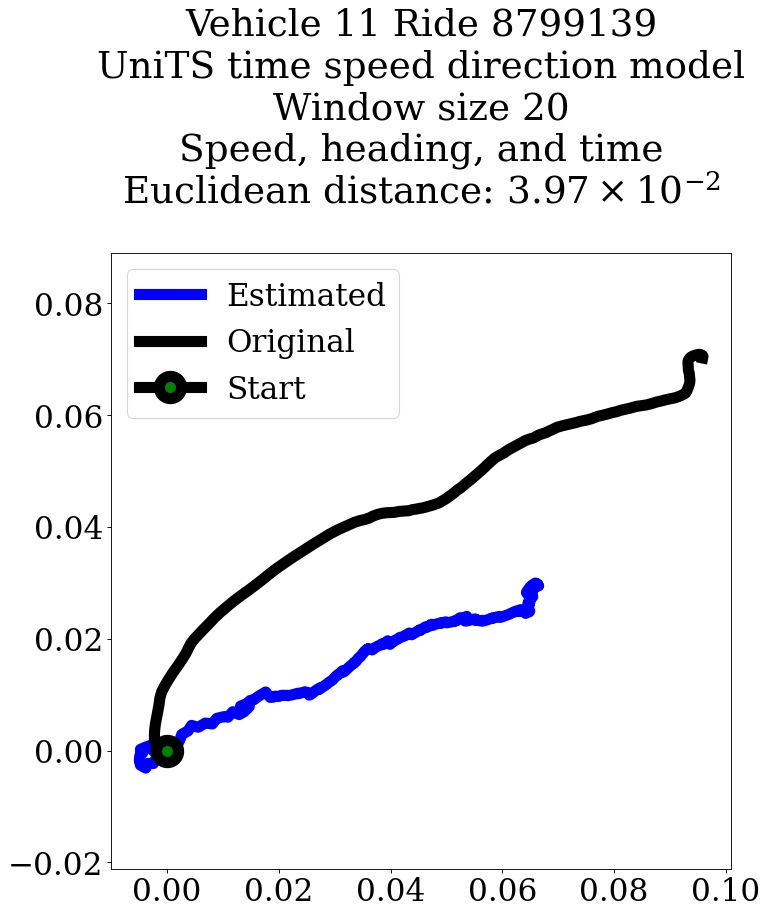 Vehicle 11 Ride 8799139
UniTS time speed direction model
Window size 20
Speed, heading, and time
Euclidean distance: 3.97 × 10⁻²
Estimated
Original
Start
0.08
0.06
0.04
0.02
0.00
−0.02
0.00 0.02 0.04 0.06 0.08 0.10